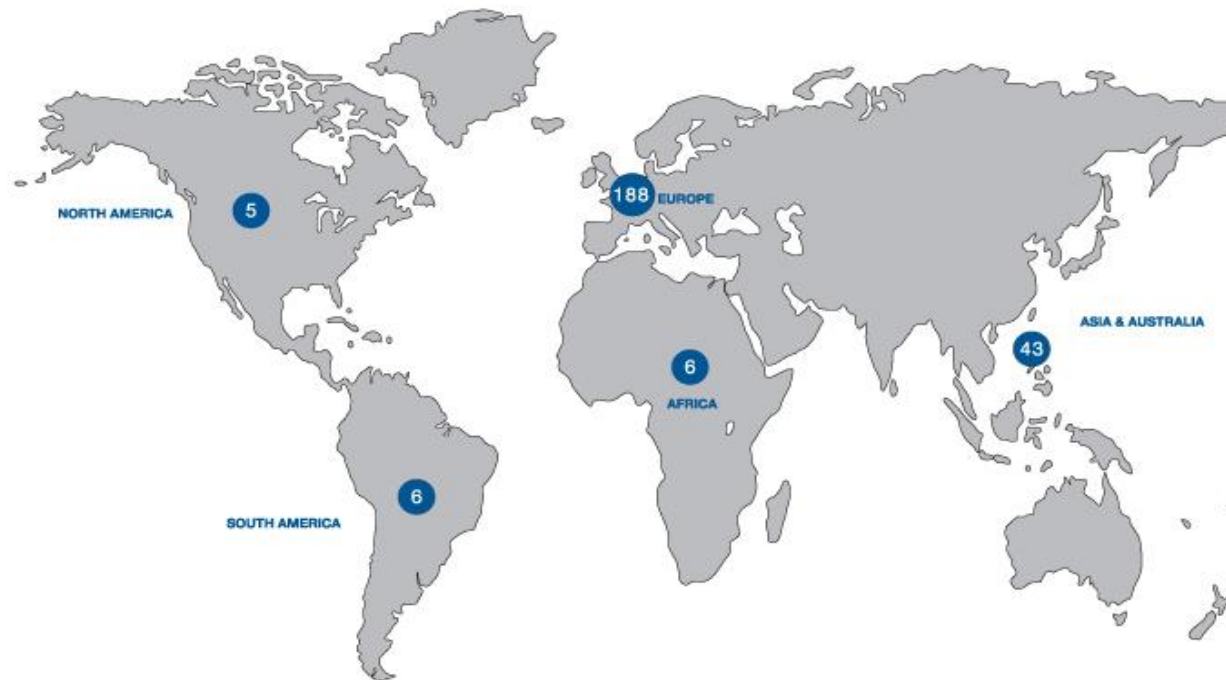 188
EUROPE
5
NORTH AMERICA
ASIA & AUSTRALIA
43
6
AFRICA
6
SOUTH AMERICA